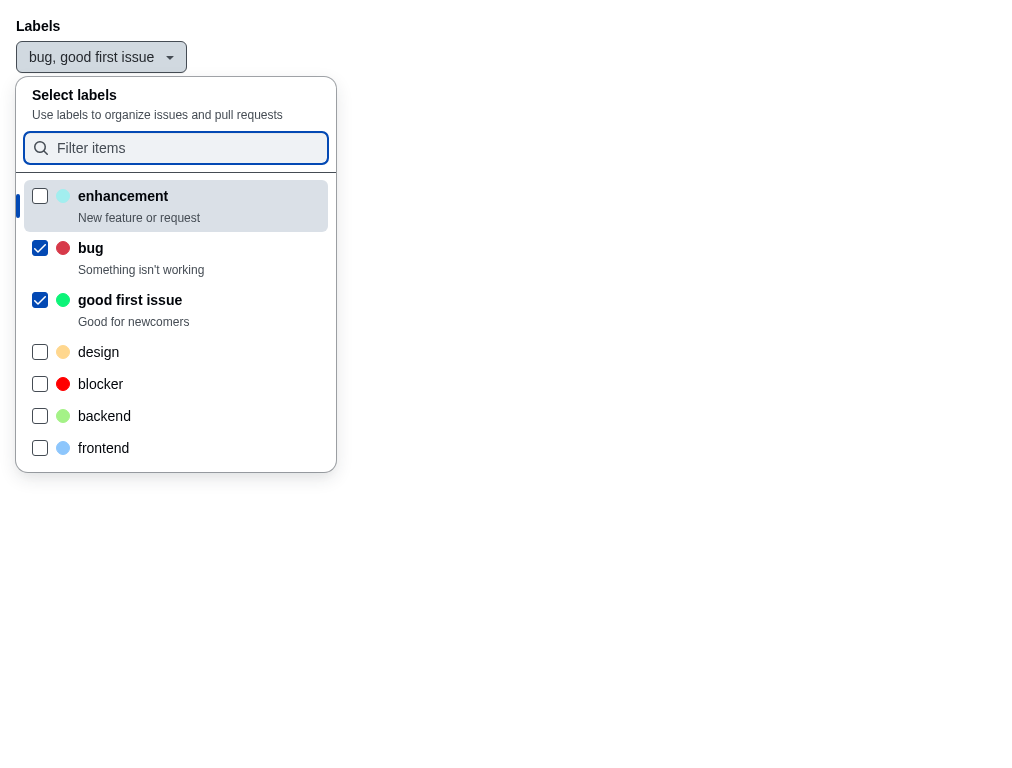 Labels
bug, good first issue
Select labels
Use labels to organize issues and pull requests
Filter items
enhancement
New feature or request
bug
Something isn't working
good first issue
Good for newcomers
design
blocker
backend
frontend